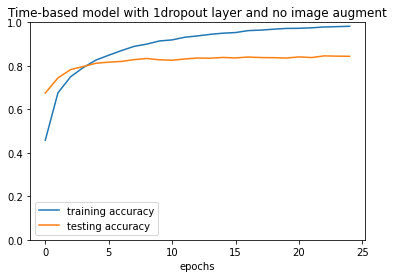 Time-based model with 1dropout layer and no image augment
1.0
0.8
0.6
0.4
0.2
0.0
training accuracy
testing accuracy
0 5 10 15 20 25
epochs